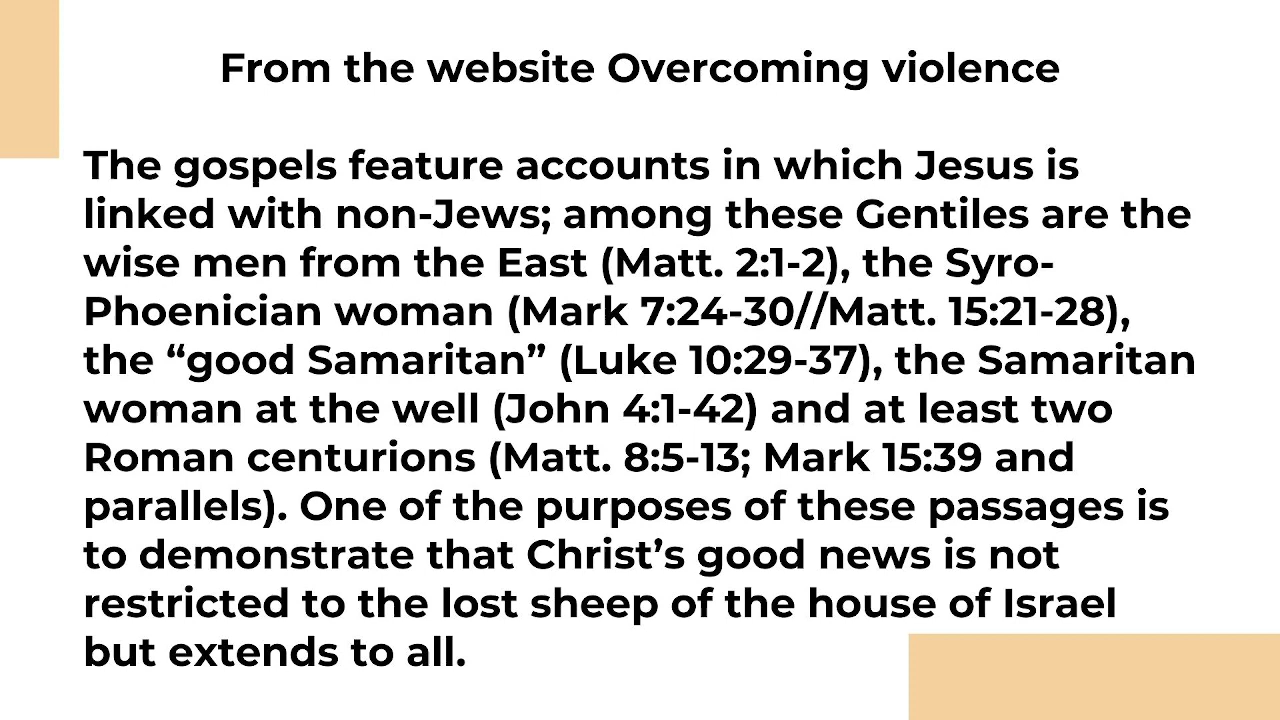 From the website Overcoming violence
The gospels feature accounts in which Jesus is
linked with non-Jews; among these Gentiles are the
wise men from the East (Matt. 2:1-2), the Syro-
Phoenician woman (Mark 7:24-30//Matt. 15:21-28),
the “good Samaritan” (Luke 10:29-37), the Samaritan
woman at the well (John 4:1-42) and at least two
Roman centurions (Matt. 8:5-13; Mark 15:39 and
parallels). One of the purposes of these passages is
to demonstrate that Christ’s good news is not
restricted to the lost sheep of the house of Israel
but extends to all.